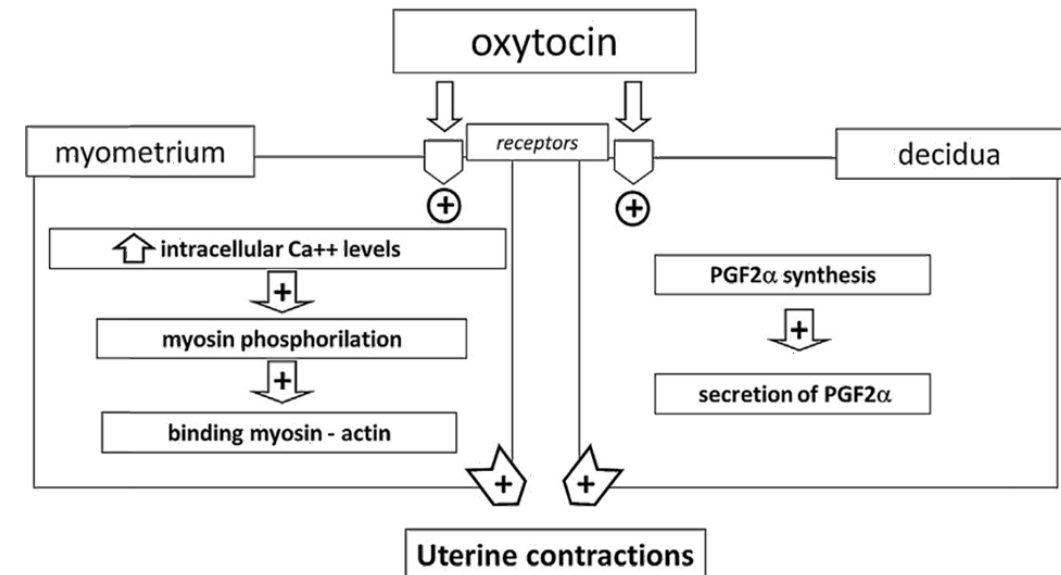 oxytocin
receptors
myometrium
decidua
+
+
intracellular Ca++ levels
+
myosin phosphorilation
+
binding myosin - actin
PGF2α synthesis
+
secretion of PGF2α
+
+
Uterine contractions